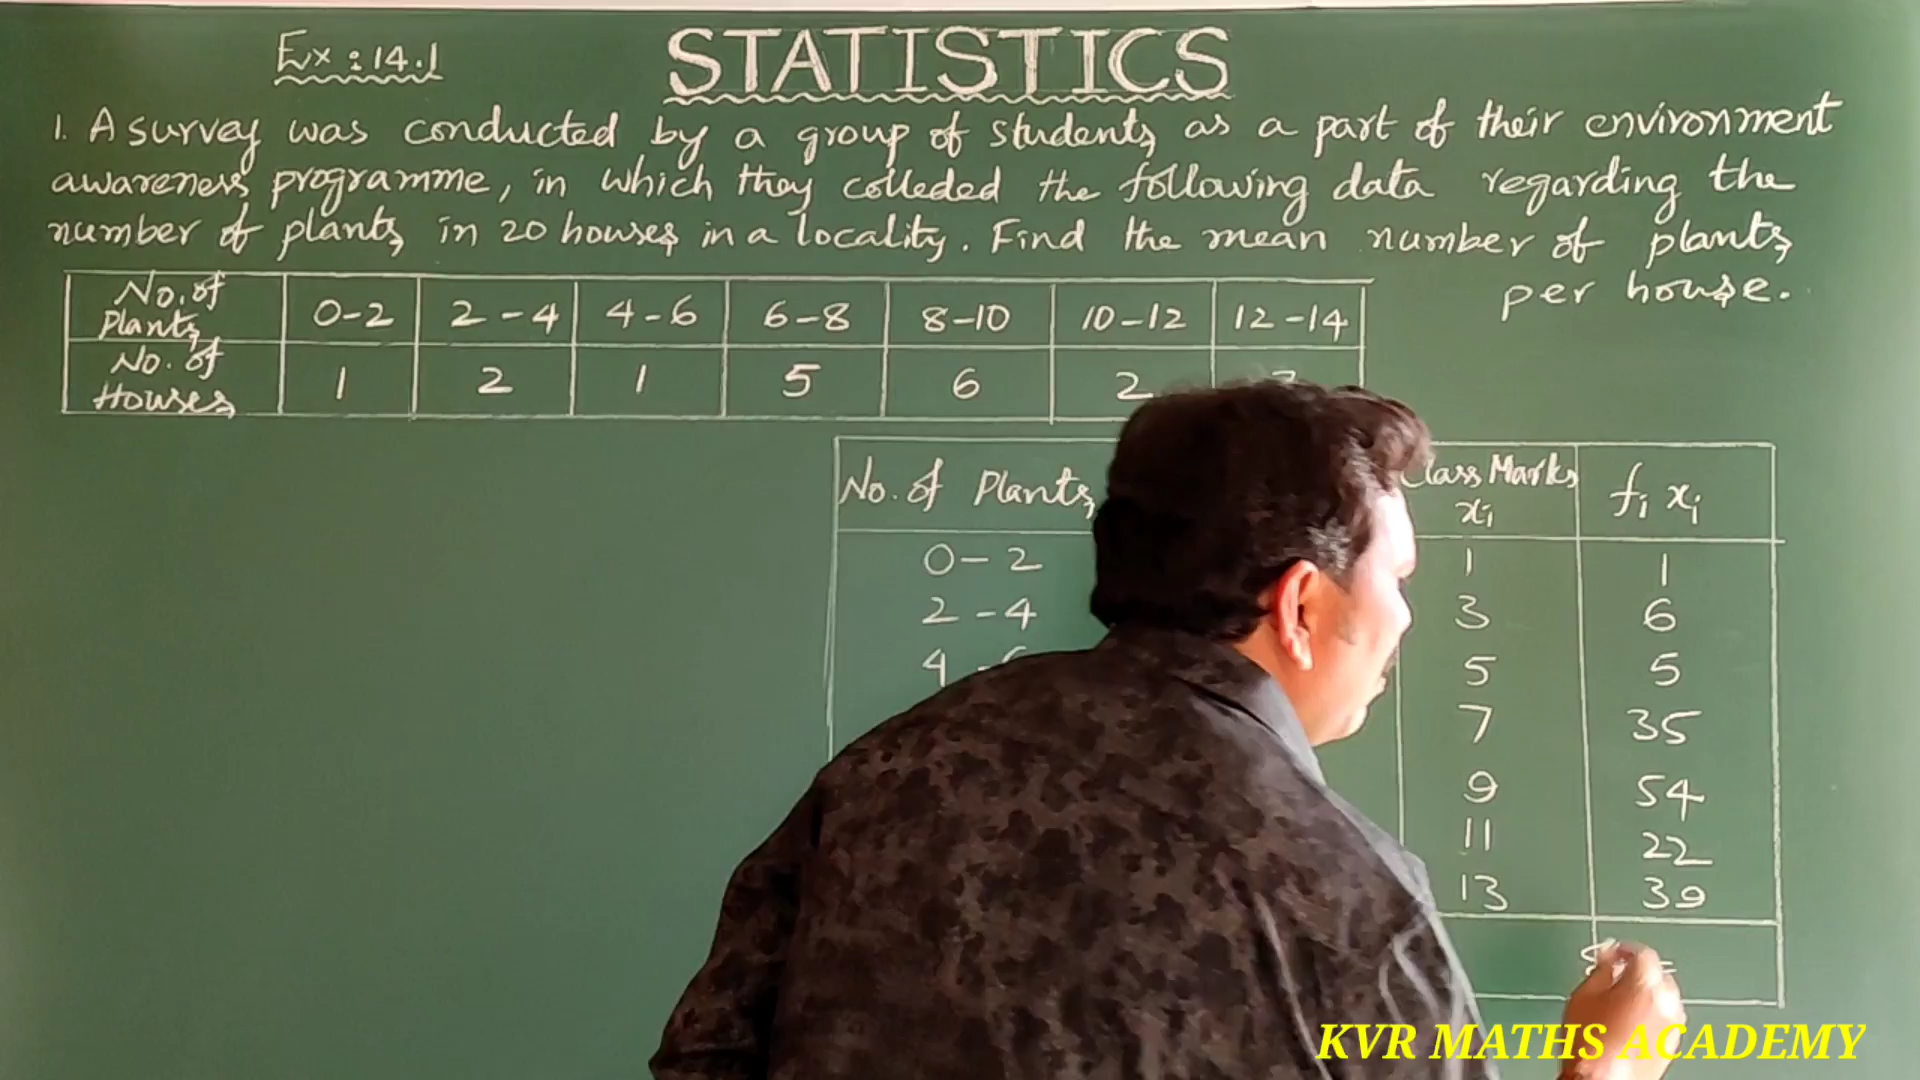 Ex : 14.1
STATISTICS
1. A survey was conducted by a group of students as a part of their environment
awareness programme, in which they collected the following data regarding the
number of plants in 20 houses in a locality. Find the mean number of plants
per house.
No. of Plants 0-2 2-4 4-6 6-8 8-10 10-12 12-14
No. of Houses 1 2 1 5 6 2
No. of Plants Class Marks xi fi xi
0-2 1 1
2-4 3 6
4- 5 5
7 35
9 54
11 22
13 39
=
KVR MATHS ACADEMY